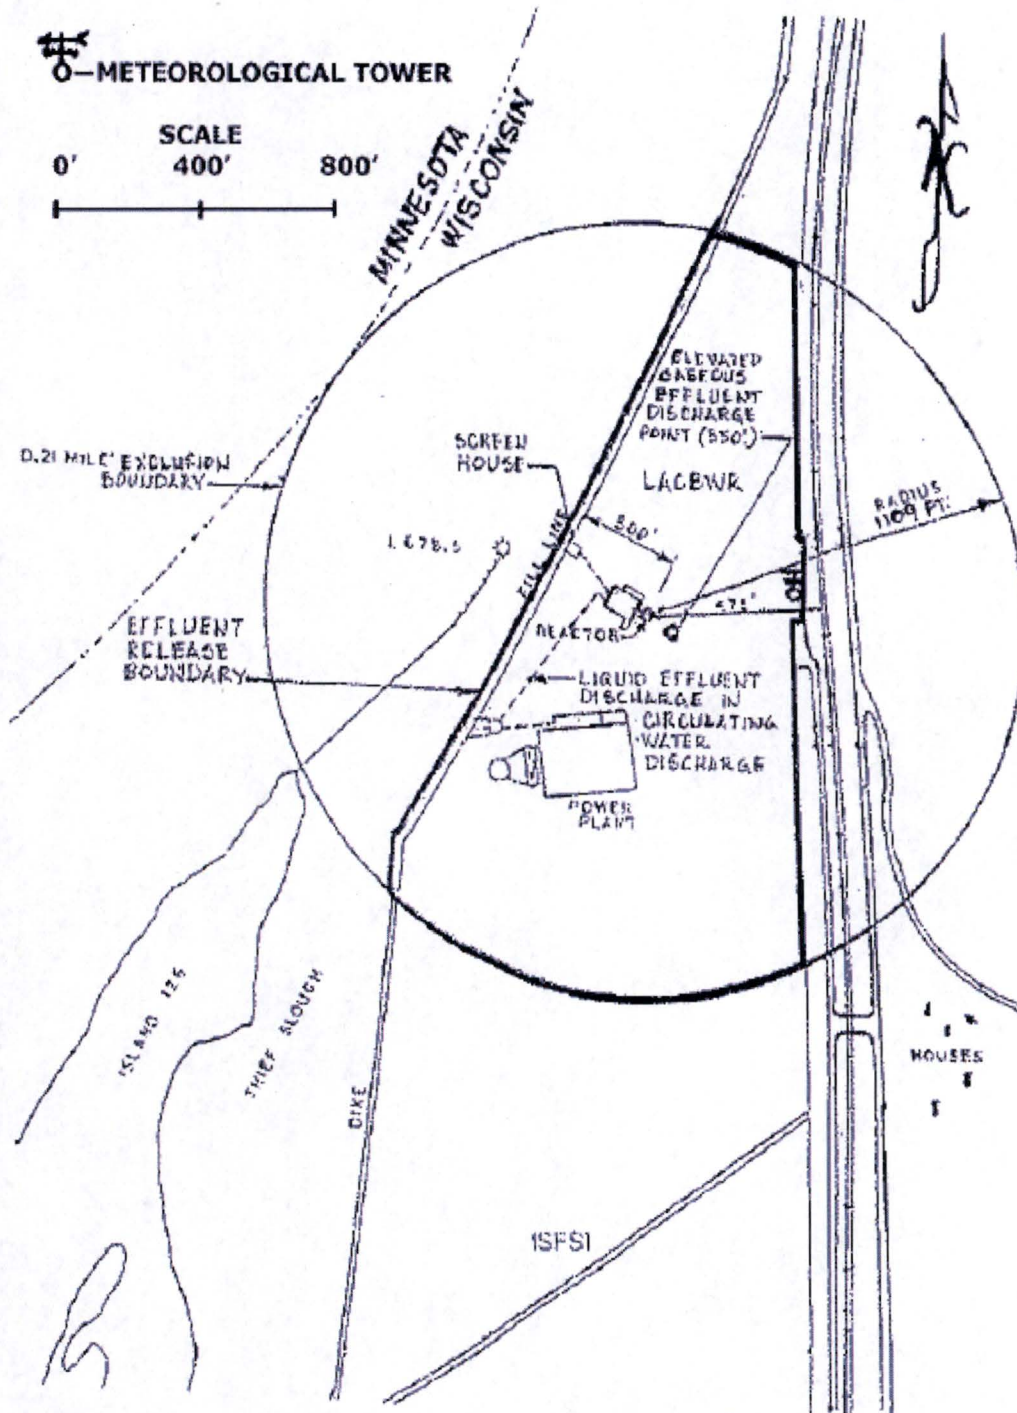 METEOROLOGICAL TOWER
SCALE
0' 400' 800'
MINNESOTA
WISCONSIN
ELEVATED
GASEOUS
EFFLUENT
DISCHARGE
POINT (350')
SCREEN
HOUSE
LACBWR
0.21 MILE EXCLUSION
BOUNDARY
RADIUS
1109 FT.
FILL LINE
300'
REACTOR
EFFLUENT
RELEASE
BOUNDARY
LIQUID EFFLUENT
DISCHARGE IN
CIRCULATING
WATER
DISCHARGE
POWER
PLANT
ISLAND 126
THIEF SLOUGH
DIKE
HOUSES
ISFSI